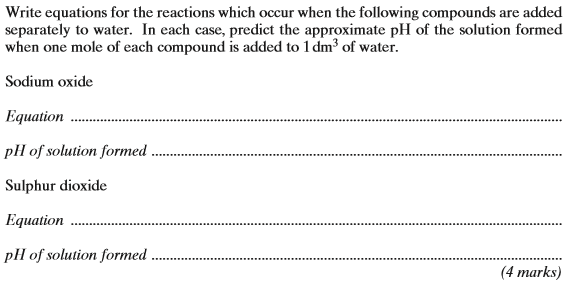 Write equations for the reactions which occur when the following compounds are added
separately to water. In each case, predict the approximate pH of the solution formed
when one mole of each compound is added to 1 dm³ of water.
Sodium oxide
Equation ..........................................................................................................
pH of solution formed ..........................................................................................
Sulphur dioxide
Equation ..........................................................................................................
pH of solution formed ..........................................................................................
(4 marks)